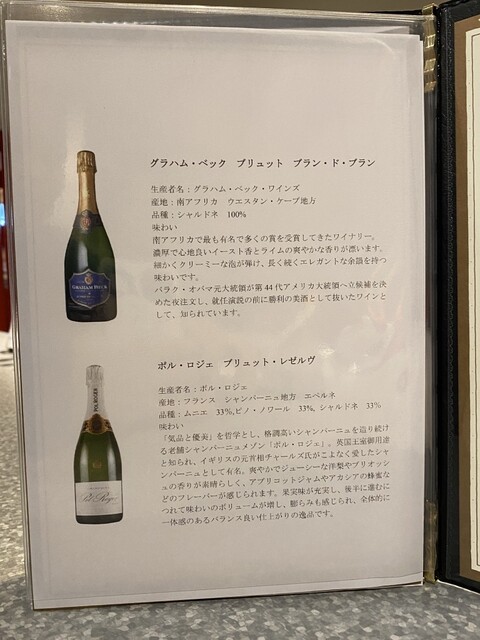 グラハム・ベック ブリュット ブラン・ド・ブラン
生産者名：グラハム・ベック・ワインズ
産地：南アフリカ ウエスタン・ケープ地方
品種：シャルドネ 100%
味わい
南アフリカで最も有名で多くの賞を受賞してきたワイナリー。
濃厚で心地良いイースト香とライムの爽やかな香りが漂います。
細かくクリーミーな泡が弾け、長く続くエレガントな余韻を持つ
味わいです。
バラク・オバマ元大統領が第44代アメリカ大統領へ立候補を決
めた夜注文し、就任演説の前に勝利の美酒として抜いたワインと
して、知られています。
GRAHAM BECK
ポル・ロジェ ブリュット・レゼルヴ
生産者名：ポル・ロジェ
産地：フランス シャンパーニュ地方 エペルネ
品種：ムニエ 33%,ピノ・ノワール 33%, シャルドネ 33%
味わい
「気品と優美」を哲学とし、格調高いシャンパーニュを造り続け
る老舗シャンパーニュメゾン「ポル・ロジェ」。英国王室御用達
と知られ、イギリスの元首相チャールズ氏がこよなく愛したシャ
ンパーニュとして有名。爽やかでジューシーな洋梨やブリオッシ
ュの香りが素晴らしく、アプリコットジャムやアカシアの蜂蜜な
どのフレーバーが感じられます。果実味が充実し、後半に進むに
つれて味わいのボリュームが増し、膨らみも感じられ、全体的に
一体感のあるバランス良い仕上がりの逸品です。
POL ROGER
Pol Roger